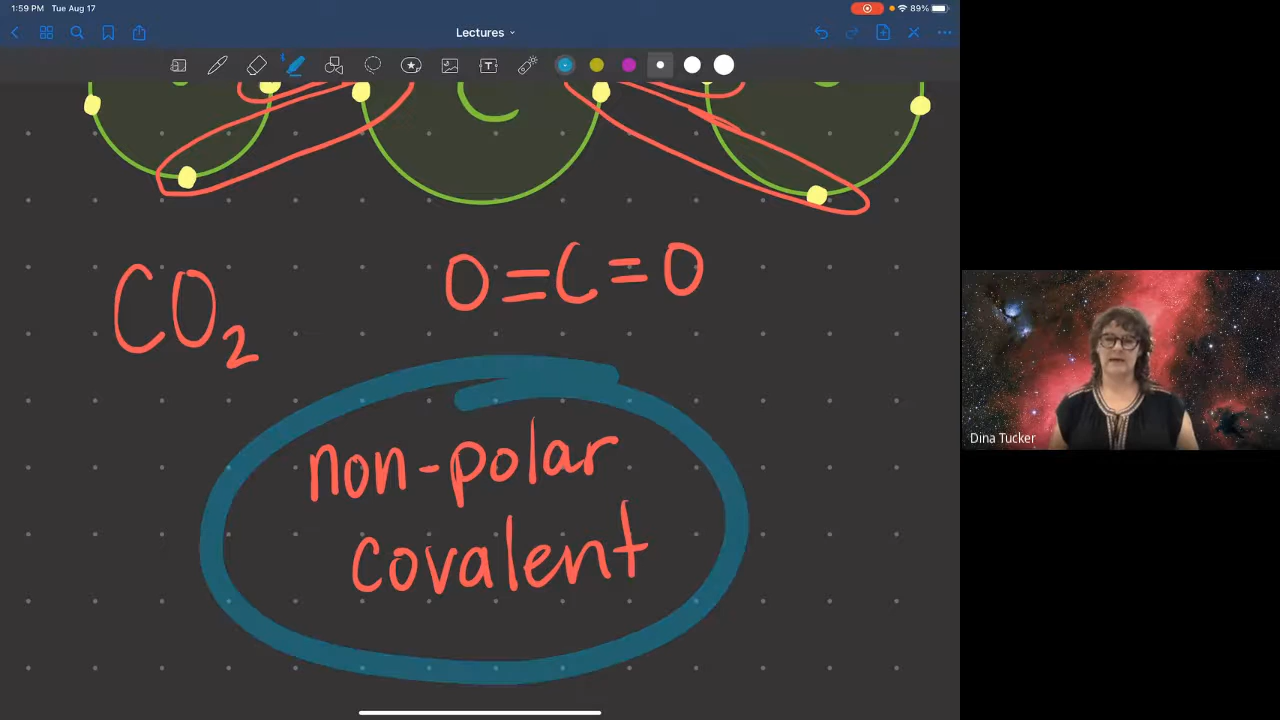 1:59 PM Tue Aug 17
89%
Lectures
T
C
CO₂
O=C=O
non-polar
covalent
Dina Tucker